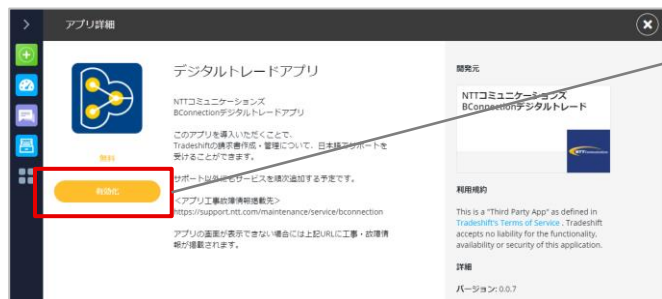 アプリ詳細
無料
有効化
デジタルトレードアプリ
NTTコミュニケーションズ
BConnectionデジタルトレードアプリ
このアプリを導入いただくことで、
Tradeshiftの請求書作成・管理について、日本語サポートを
受けることができます。
サポート以外にもサービスを順次追加する予定です。
<アプリ工事故障情報掲載先>
https://support.ntt.com/maintenance/service/bconnection
アプリの画面が表示できない場合には上記URLに工事・故障情
報が掲載されます。
開発元
NTTコミュニケーションズ
BConnectionデジタルトレード
NTT Communications
利用規約
This is a "Third Party App" as defined in
Tradeshift's Terms of Service . Tradeshift
accepts no liability for the functionality,
availability or security of this application.
詳細
バージョン: 0.0.7